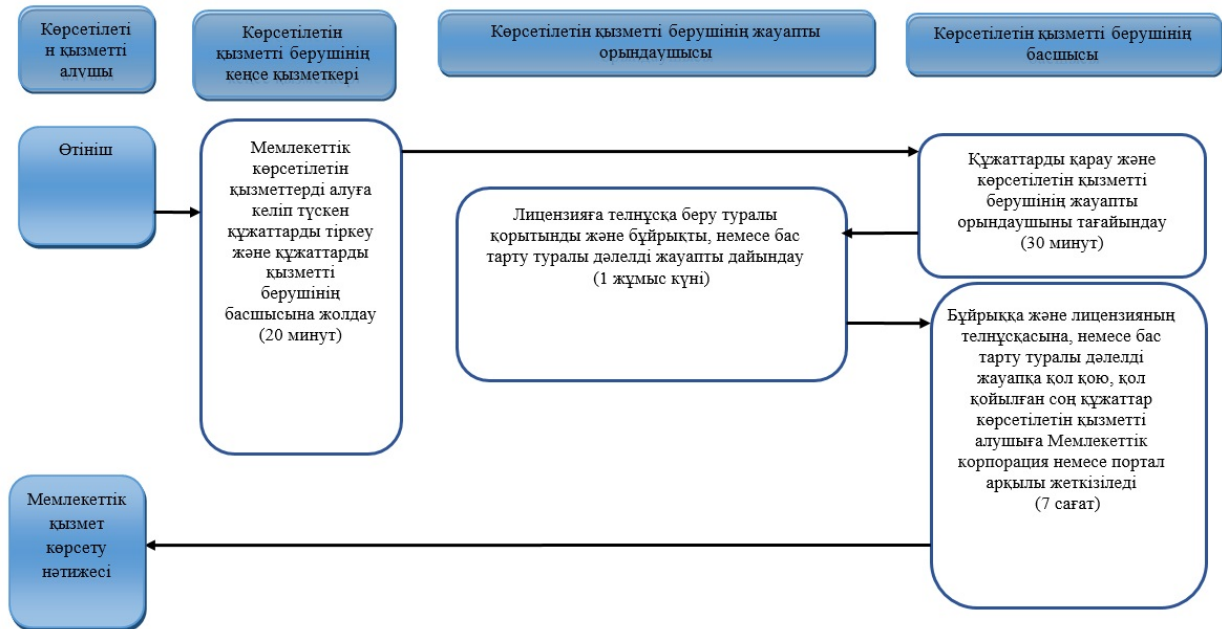 Көрсетілеті
н қызметті
алушы
Көрсетілетін
қызметті берушінің
кеңсе қызметкері
Көрсетілетін қызметті берушінің жауапты
орындаушысы
Көрсетілетін қызметті берушінің
басшысы
Өтініш
Мемлекеттік
көрсетілетін
қызметтерді алуға
келіп түскен
құжаттарды тіркеу
және құжаттарды
қызметті
берушінің
басшысына жолдау
(20 минут)
Лицензияға телнұсқа беру туралы
қорытынды және бұйрықты, немесе бас
тарту туралы дәлелді жауапты дайындау
(1 жұмыс күні)
Құжаттарды қарау және
көрсетілетін қызметті
берушінің жауапты
орындаушыны тағайындау
(30 минут)
Бұйрыққа және лицензияның
телнұсқасына, немесе бас
тарту туралы дәлелді
жауапқа қол қою, қол
қойылған соң құжаттар
көрсетілетін қызметті
алушыға Мемлекеттік
корпорация немесе портал
арқылы жеткізіледі
(7 сағат)
Мемлекеттік
қызмет
көрсету
нәтижесі